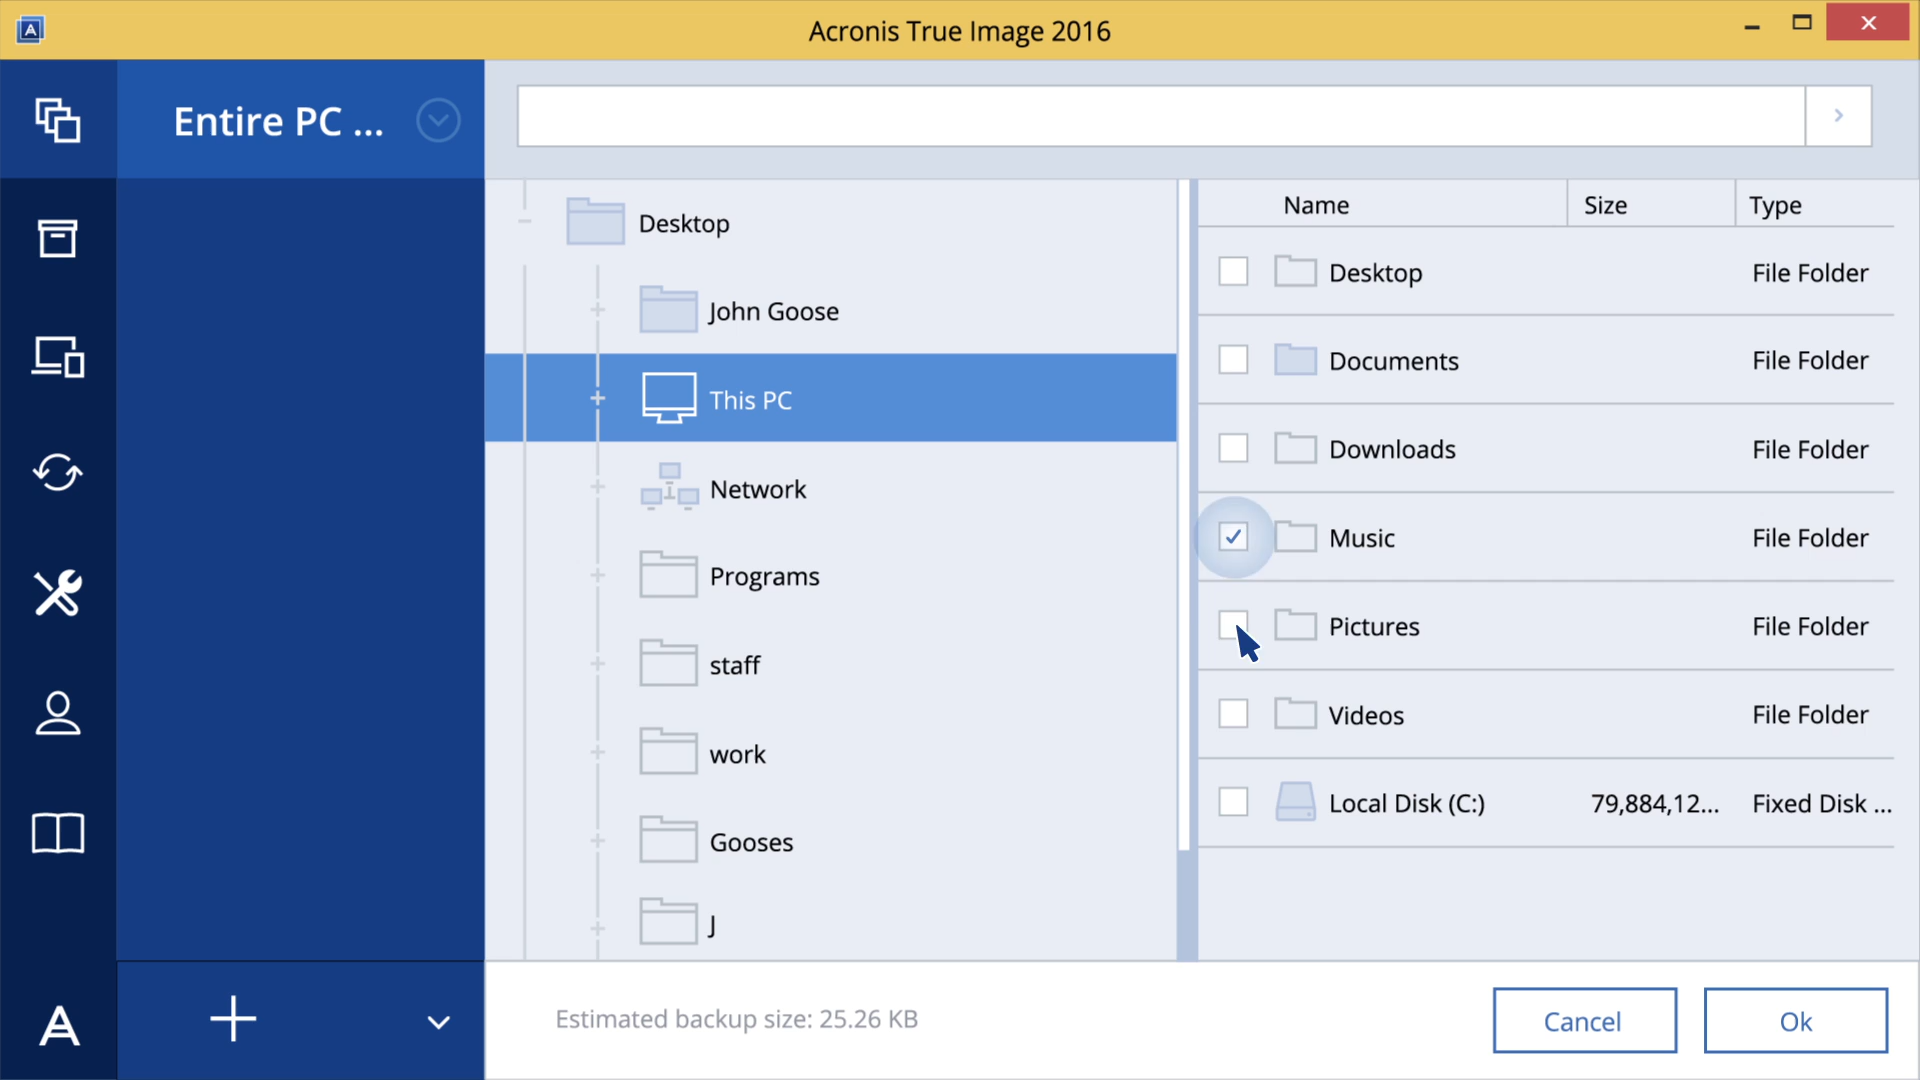 Acronis True Image 2016
Entire PC ...
Desktop
John Goose
This PC
Network
Programs
staff
work
Gooses
J
Name Size Type
Desktop File Folder
Documents File Folder
Downloads File Folder
Music File Folder
Pictures File Folder
Videos File Folder
Local Disk (C:) 79,884,12... Fixed Disk ...
Estimated backup size: 25.26 KB
Cancel Ok